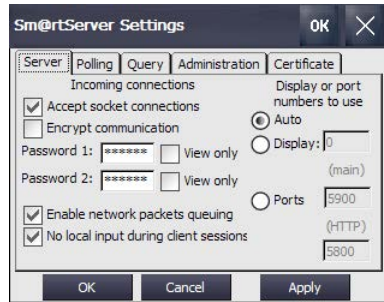 Sm@rtServer Settings OK
Server Polling Query Administration Certificate
Incoming connections
Accept socket connections
Encrypt communication
Password 1: ****** View only
Password 2: ****** View only
Enable network packets queuing
No local input during client sessions
Display or port
numbers to use
Auto
Display: 0
(main)
Ports 5900
(HTTP)
5800
OK Cancel Apply